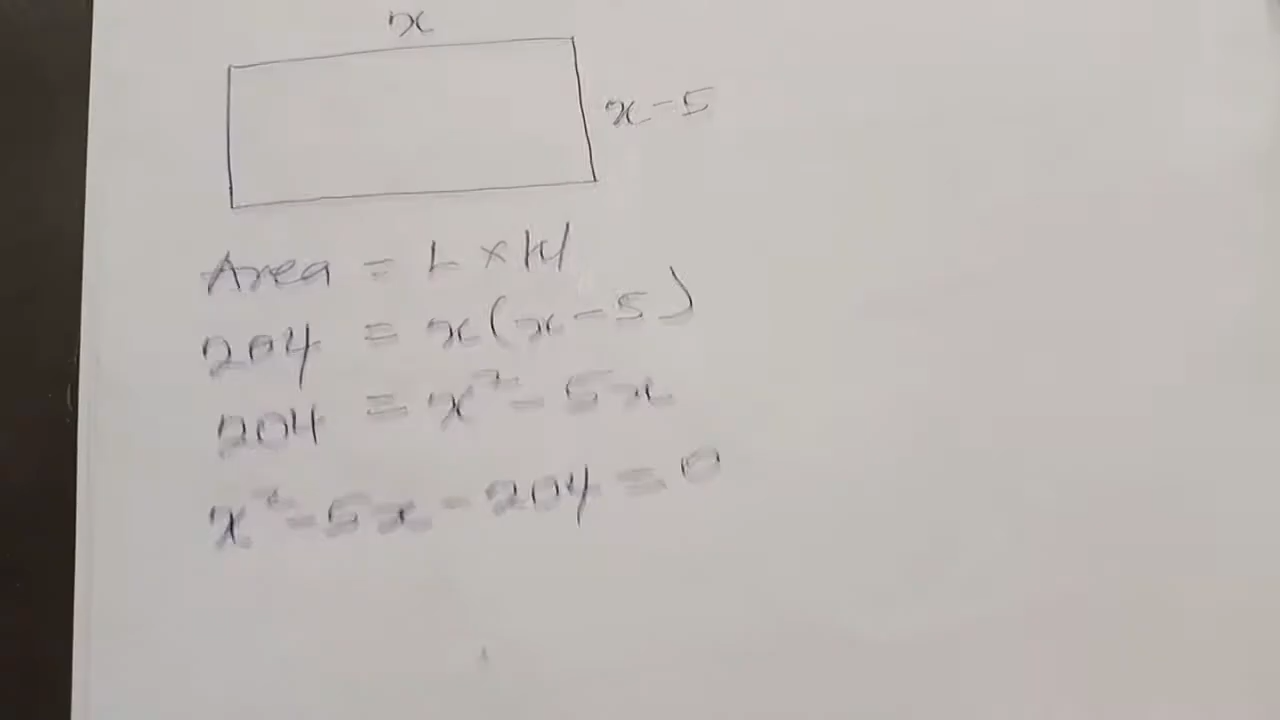 x
x-5
Area = L × W
204 = x(x-5)
204 = x² - 5x
x² - 5x - 204 = 0